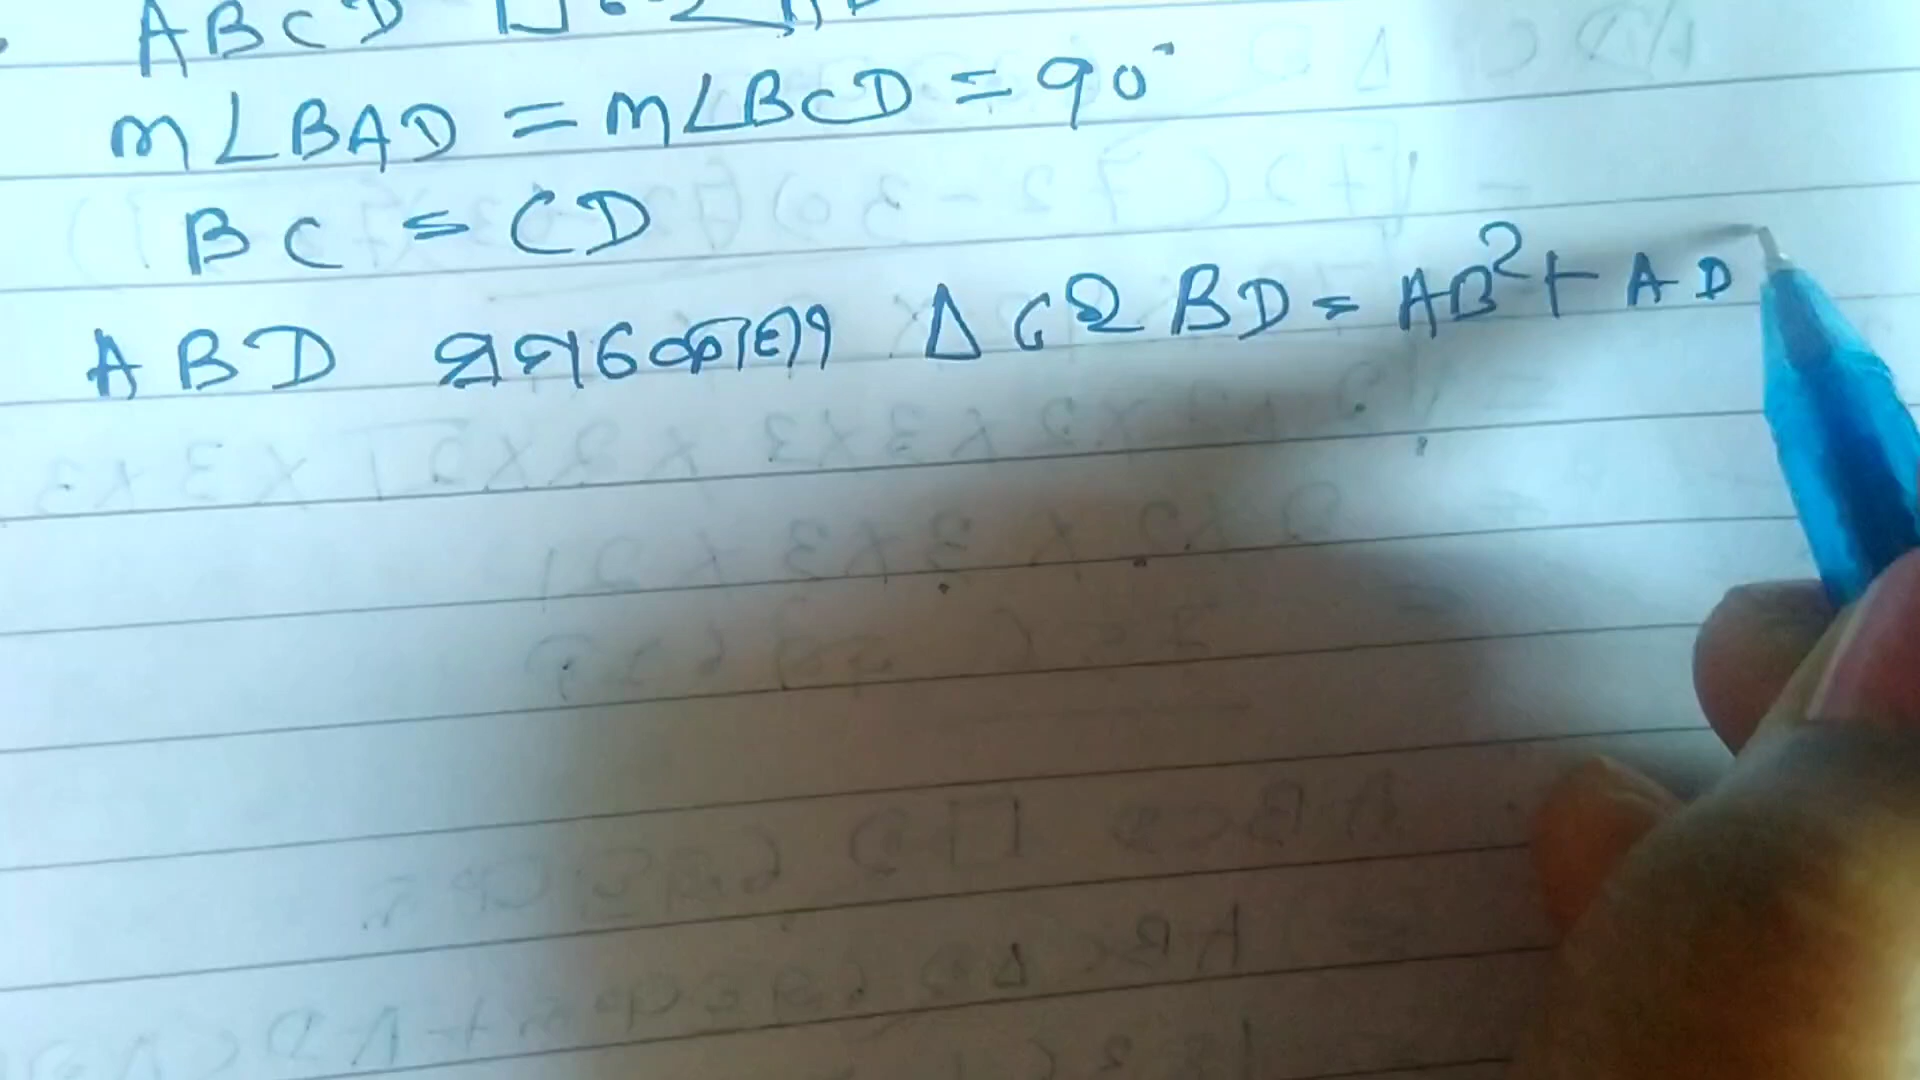 ABCD
m∠BAD = m∠BCD = 90°
BC = CD
ABD ସମକୋଣୀ Δ ରେ BD = AB² + AD